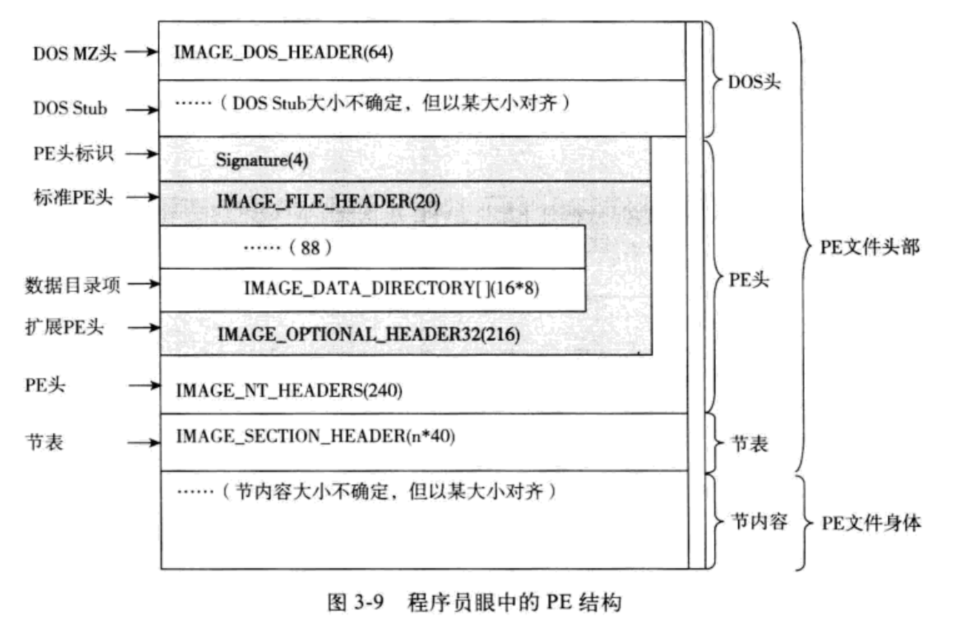 DOS MZ头
IMAGE_DOS_HEADER(64)
DOS头
DOS Stub
……（DOS Stub大小不确定，但以某大小对齐）
PE头标识
Signature(4)
标准PE头
IMAGE_FILE_HEADER(20)
PE文件头部
……（88）
PE头
数据目录项
IMAGE_DATA_DIRECTORY[ ](16*8)
扩展PE头
IMAGE_OPTIONAL_HEADER32(216)
PE头
IMAGE_NT_HEADERS(240)
节表
IMAGE_SECTION_HEADER(n*40)
节表
……（节内容大小不确定，但以某大小对齐）
节内容
PE文件身体
图 3-9 程序员眼中的 PE 结构